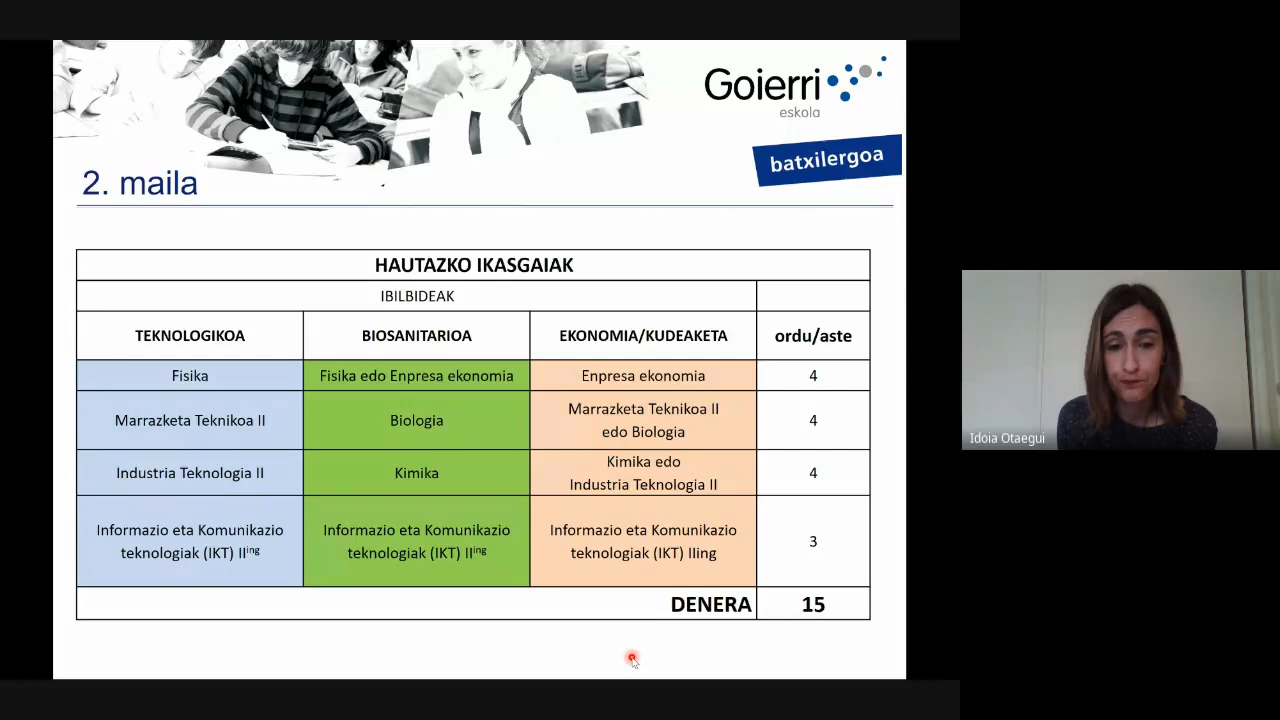 Goierri
eskola
batxilergoa
2. maila
HAUTAZKO IKASGAIAK
IBILBIDEAK
TEKNOLOGIKOA BIOSANITARIOA EKONOMIA/KUDEAKETA ordu/aste
Fisika Fisika edo Enpresa ekonomia Enpresa ekonomia 4
Marrazketa Teknikoa II Biologia Marrazketa Teknikoa II
edo Biologia 4
Industria Teknologia II Kimika Kimika edo
Industria Teknologia II 4
Informazio eta Komunikazio
teknologiak (IKT) IIing
Informazio eta Komunikazio
teknologiak (IKT) IIing
Informazio eta Komunikazio
teknologiak (IKT) IIing
3
DENERA 15
Idoia Otaegui